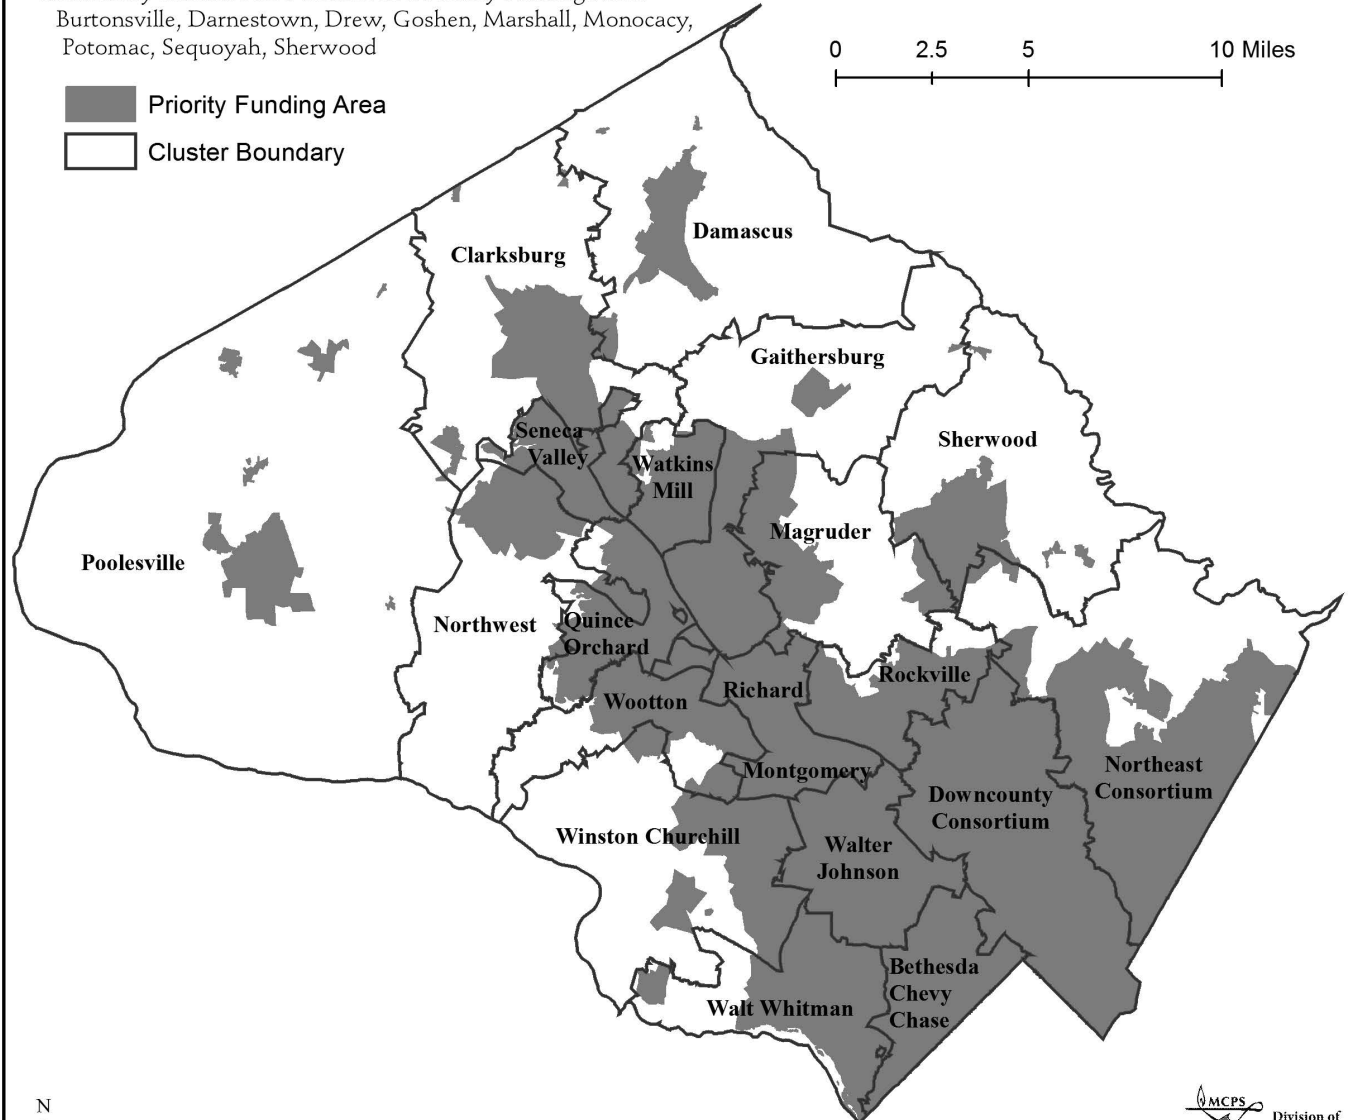 Burtonsville, Darnestown, Drew, Goshen, Marshall, Monocacy,
Potomac, Sequoyah, Sherwood
0 2.5 5 10 Miles
Priority Funding Area
Cluster Boundary
Damascus
Clarksburg
Gaithersburg
Seneca
Valley
Sherwood
Watkins
Mill
Magruder
Poolesville
Northwest
Quince
Orchard
Rockville
Richard
Wootton
Montgomery
Northeast
Consortium
Downcounty
Consortium
Winston Churchill
Walter
Johnson
Bethesda
Chevy
Chase
Walt Whitman
N
MCPS
Division of